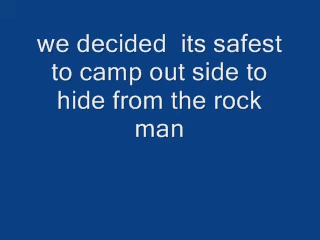 we decided  its safest
to camp out side to
hide from the rock
man